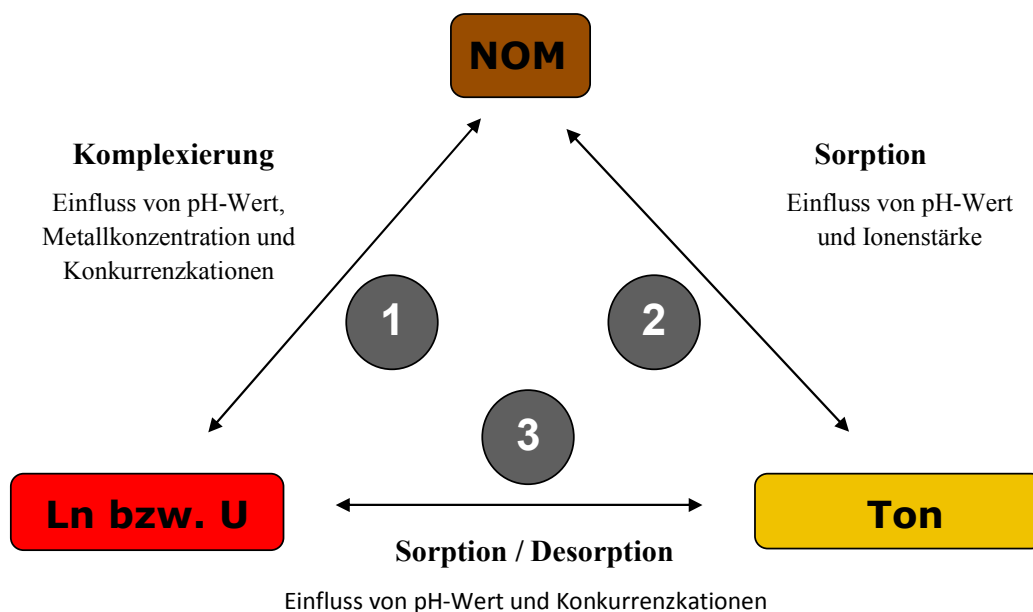 NOM
Komplexierung
Einfluss von pH-Wert,
Metallkonzentration und
Konkurrenzkationen
Sorption
Einfluss von pH-Wert
und Ionenstärke
1
2
3
Ln bzw. U
Ton
Sorption / Desorption
Einfluss von pH-Wert und Konkurrenzkationen